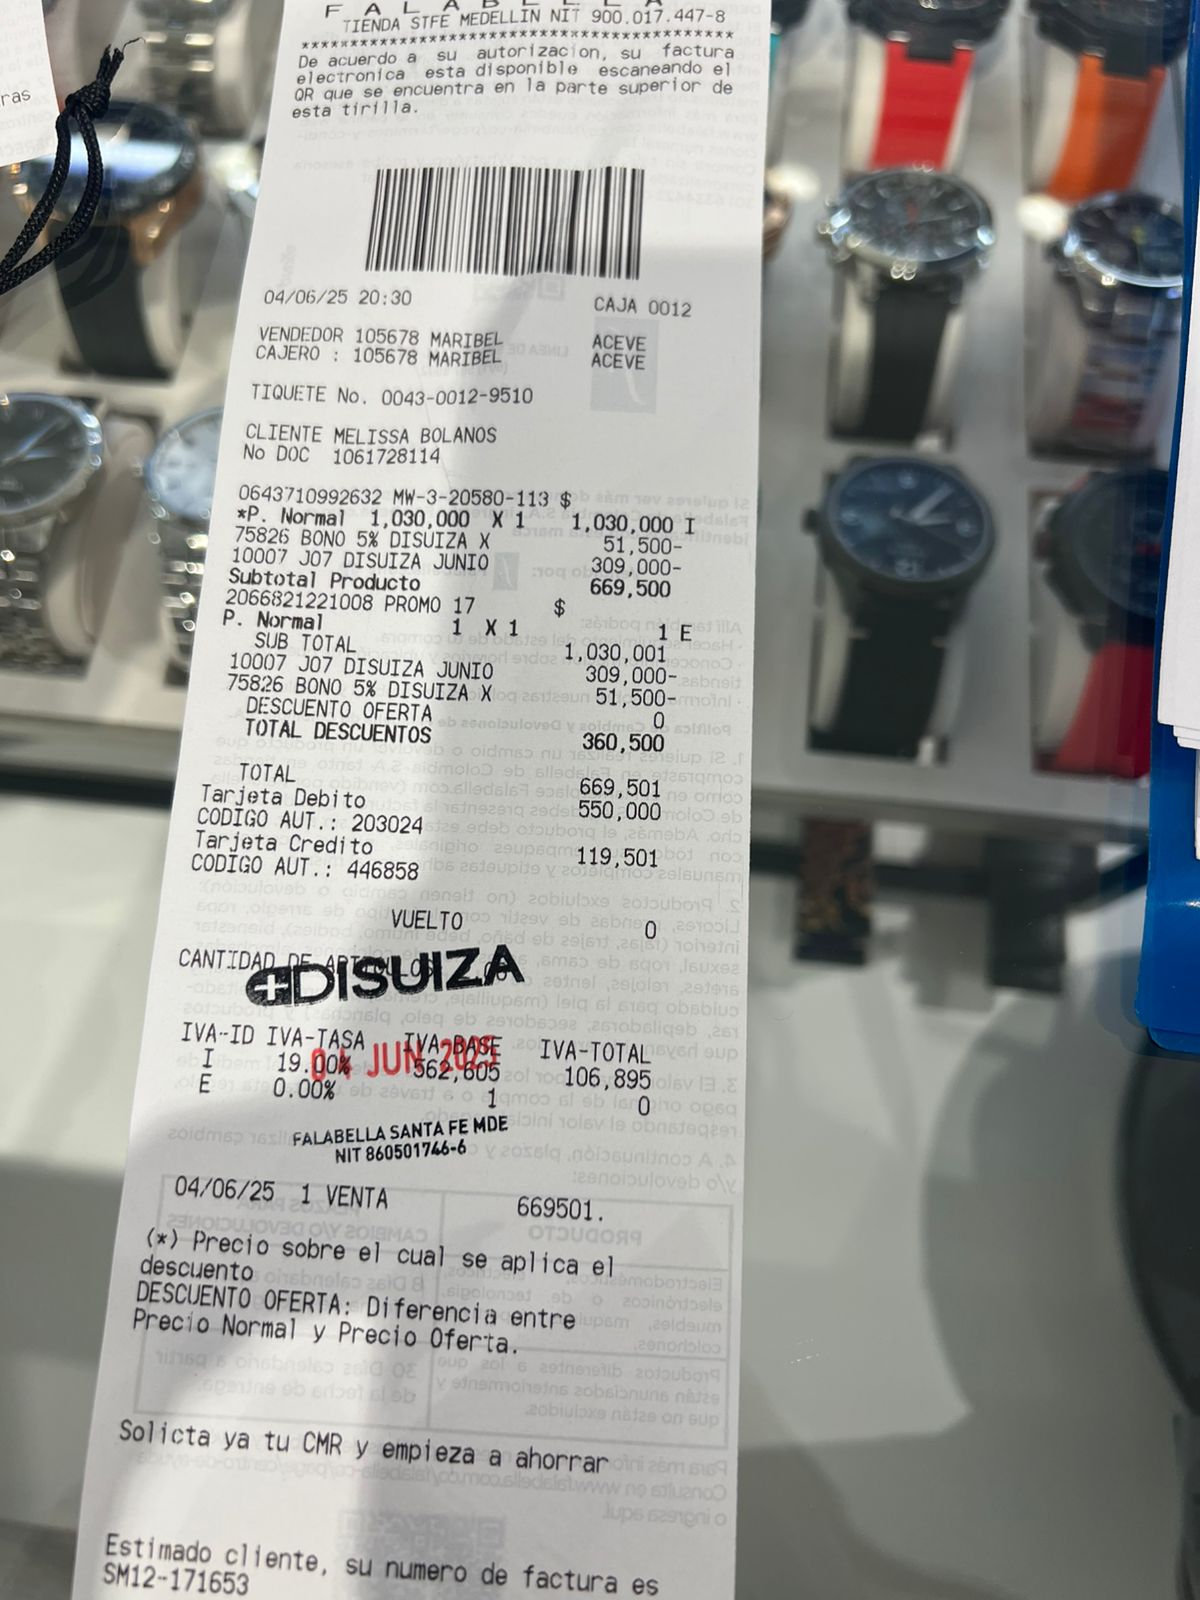 ras
FALABELLA
TIENDA STFE MEDELLIN NIT 900.017.447-8
******************************************
De acuerdo a su autorizacion, su factura
electronica esta disponible escaneando el
QR que se encuentra en la parte superior de
esta tirilla.
04/06/25 20:30 CAJA 0012
VENDEDOR 105678 MARIBEL ACEVE
CAJERO : 105678 MARIBEL ACEVE
TIQUETE No. 0043-0012-9510
CLIENTE MELISSA BOLANOS
No DOC 1061728114
0643710992632 MW-3-20580-113 $
*P. Normal 1,030,000 X 1 1,030,000 I
75826 BONO 5% DISUIZA X 51,500-
10007 J07 DISUIZA JUNIO 309,000-
Subtotal Producto 669,500
2066821221008 PROMO 17 $
P. Normal 1 X 1 1 E
SUB TOTAL 1,030,001
10007 J07 DISUIZA JUNIO 309,000-
75826 BONO 5% DISUIZA X 51,500-
DESCUENTO OFERTA 0
TOTAL DESCUENTOS 360,500
TOTAL 669,501
Tarjeta Debito 550,000
CODIGO AUT.: 203024
Tarjeta Credito 119,501
CODIGO AUT.: 446858
VUELTO 0
CANTIDAD DE ARTICULOS
DISUIZA
IVA-ID IVA-TASA IVA-BASE IVA-TOTAL
04 JUN 2025
I 19.00% 562,605 106,895
E 0.00% 1 0
FALABELLA SANTA FE MDE
NIT 860501746-6
04/06/25 1 VENTA 669501.
(*) Precio sobre el cual se aplica el
descuento
DESCUENTO OFERTA: Diferencia entre
Precio Normal y Precio Oferta.
Solicta ya tu CMR y empieza a ahorrar
Estimado cliente, su numero de factura es
SM12-171653